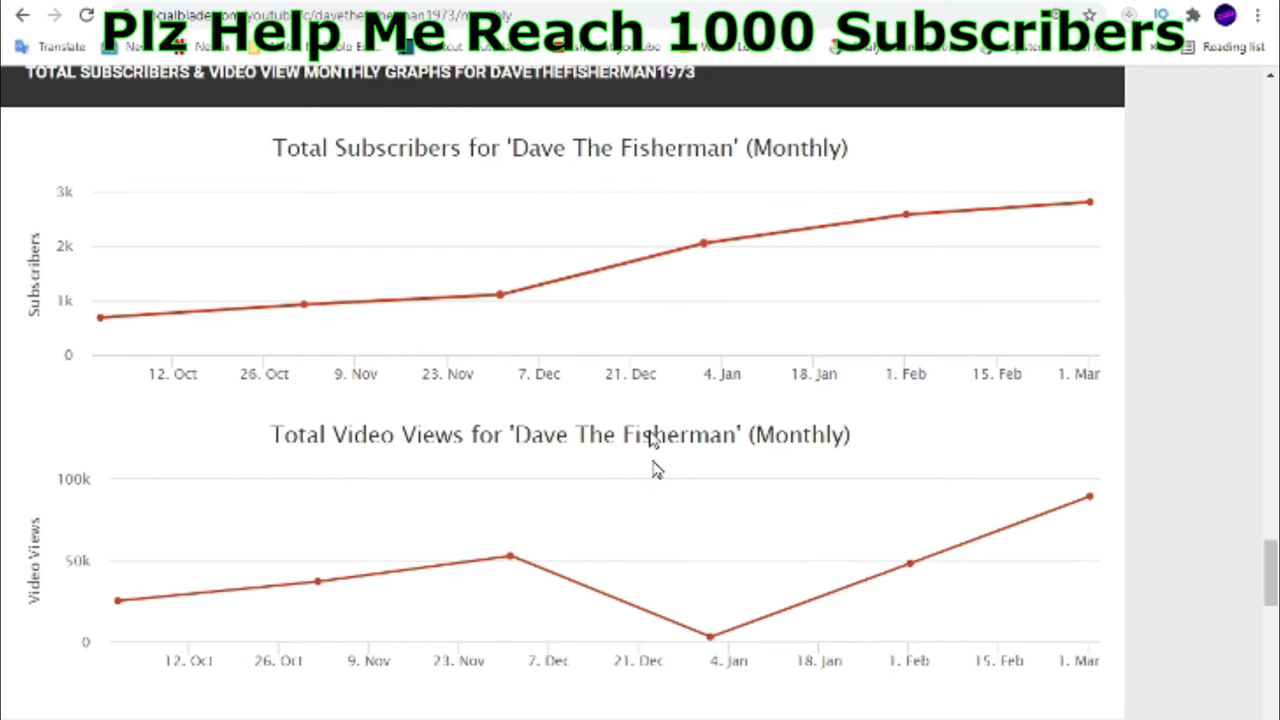 Plz Help Me Reach 1000 Subscribers
Translate
Reading list
TOTAL SUBSCRIBERS & VIDEO VIEW MONTHLY GRAPHS FOR DAVETHEFISHERMAN1973
Total Subscribers for 'Dave The Fisherman' (Monthly)
3k
2k
1k
0
Subscribers
12. Oct 26. Oct 9. Nov 23. Nov 7. Dec 21. Dec 4. Jan 18. Jan 1. Feb 15. Feb 1. Mar
Total Video Views for 'Dave The Fisherman' (Monthly)
100k
50k
0
Video Views
12. Oct 26. Oct 9. Nov 23. Nov 7. Dec 21. Dec 4. Jan 18. Jan 1. Feb 15. Feb 1. Mar